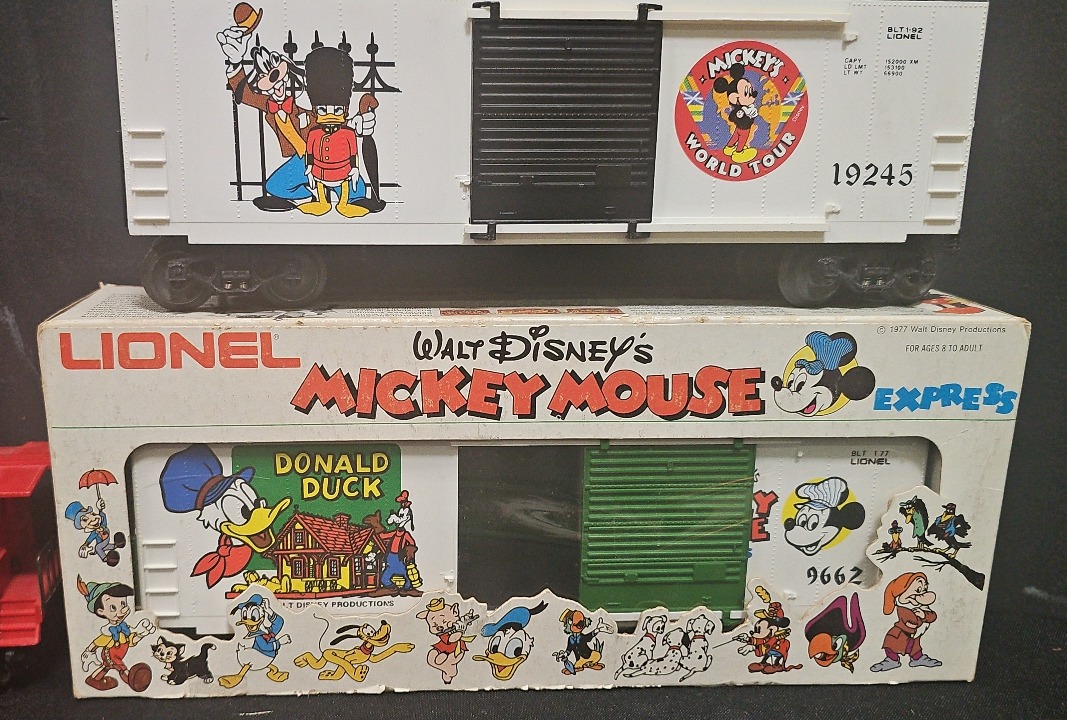 BLT 1-92
LIONEL
CAPY 152000 XM
LD LMT 153100
LT WT 66900
MICKEY'S
WORLD TOUR
19245
LIONEL
WALT DISNEY'S
MICKEY MOUSE
EXPRESS
© 1977 Walt Disney Productions
FOR AGES 8 TO ADULT
DONALD
DUCK
LT DISNEY PRODUCTIONS
BLT 1 77
LIONEL
9662